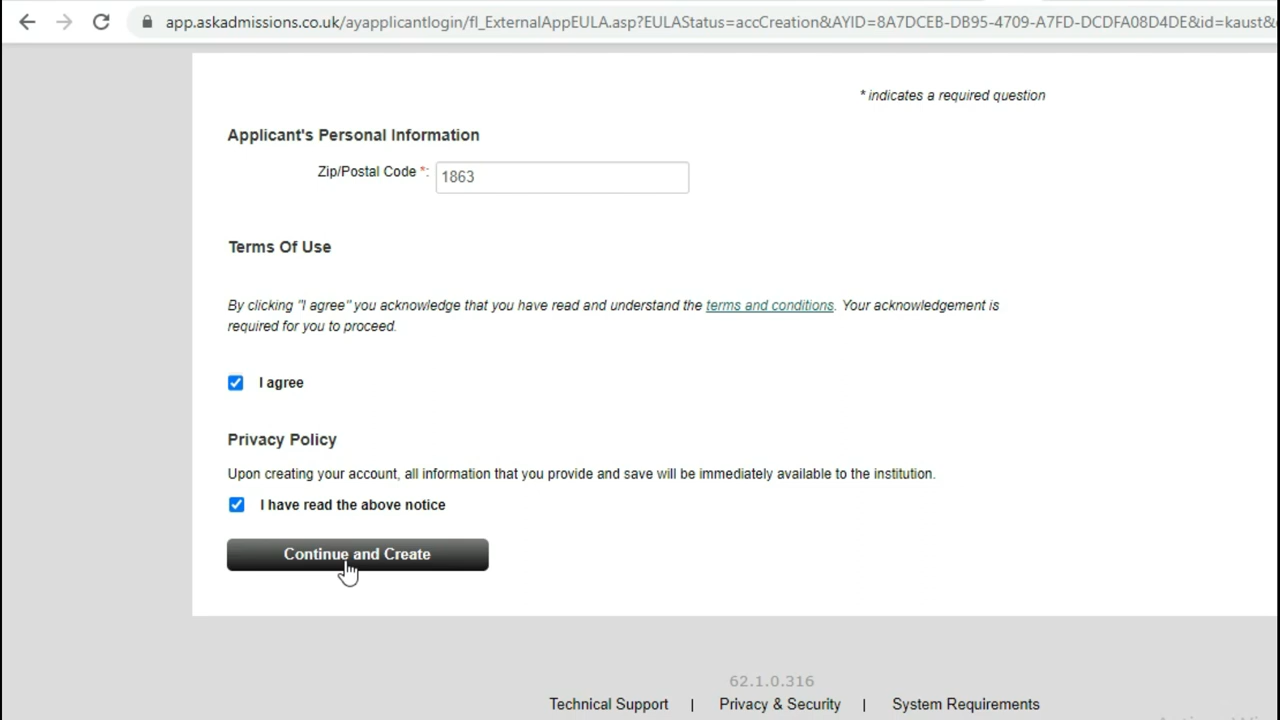 app.askadmissions.co.uk/ayapplicantlogin/fl_ExternalAppEULA.asp?EULAStatus=accCreation&AYID=8A7DCEB-DB95-4709-A7FD-DCDFA08D4DE&id=kaust&
* indicates a required question
Applicant's Personal Information
Zip/Postal Code *: 1863
Terms Of Use
By clicking "I agree" you acknowledge that you have read and understand the terms and conditions. Your acknowledgement is
required for you to proceed.
I agree
Privacy Policy
Upon creating your account, all information that you provide and save will be immediately available to the institution.
I have read the above notice
Continue and Create
62.1.0.316
Technical Support | Privacy & Security | System Requirements